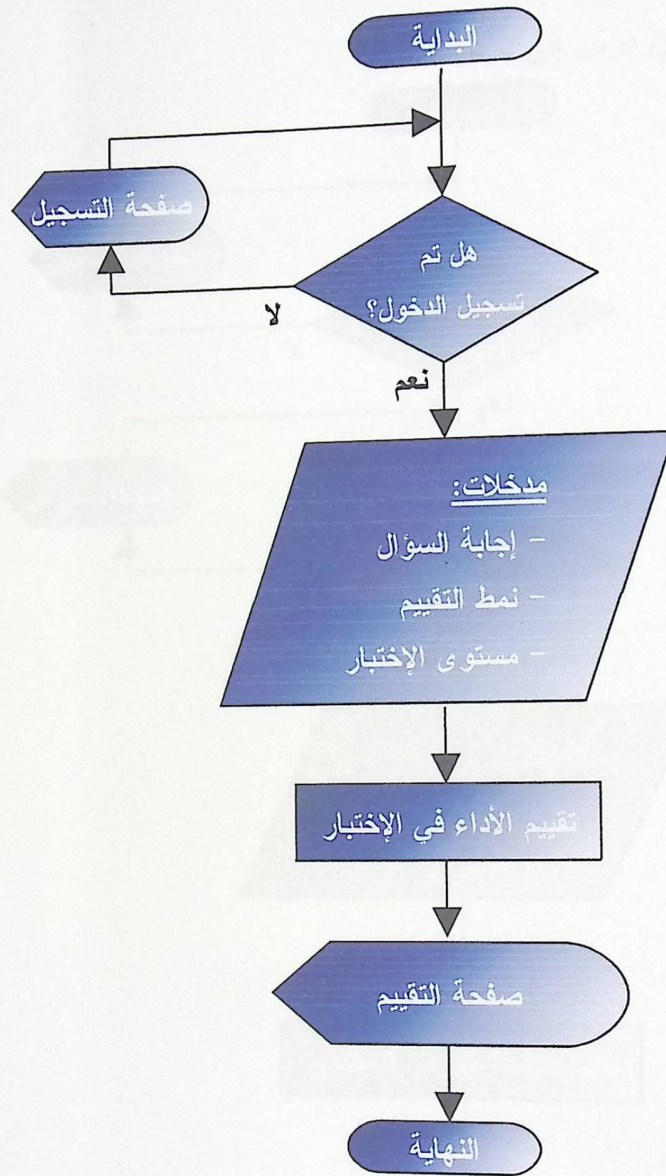 البداية
صفحة التسجيل
هل تم
تسجيل الدخول؟
لا
نعم
مدخلات:
- إجابة السؤال
- نمط التقييم
- مستوى الإختبار
تقييم الأداء في الإختبار
صفحة التقييم
النهاية